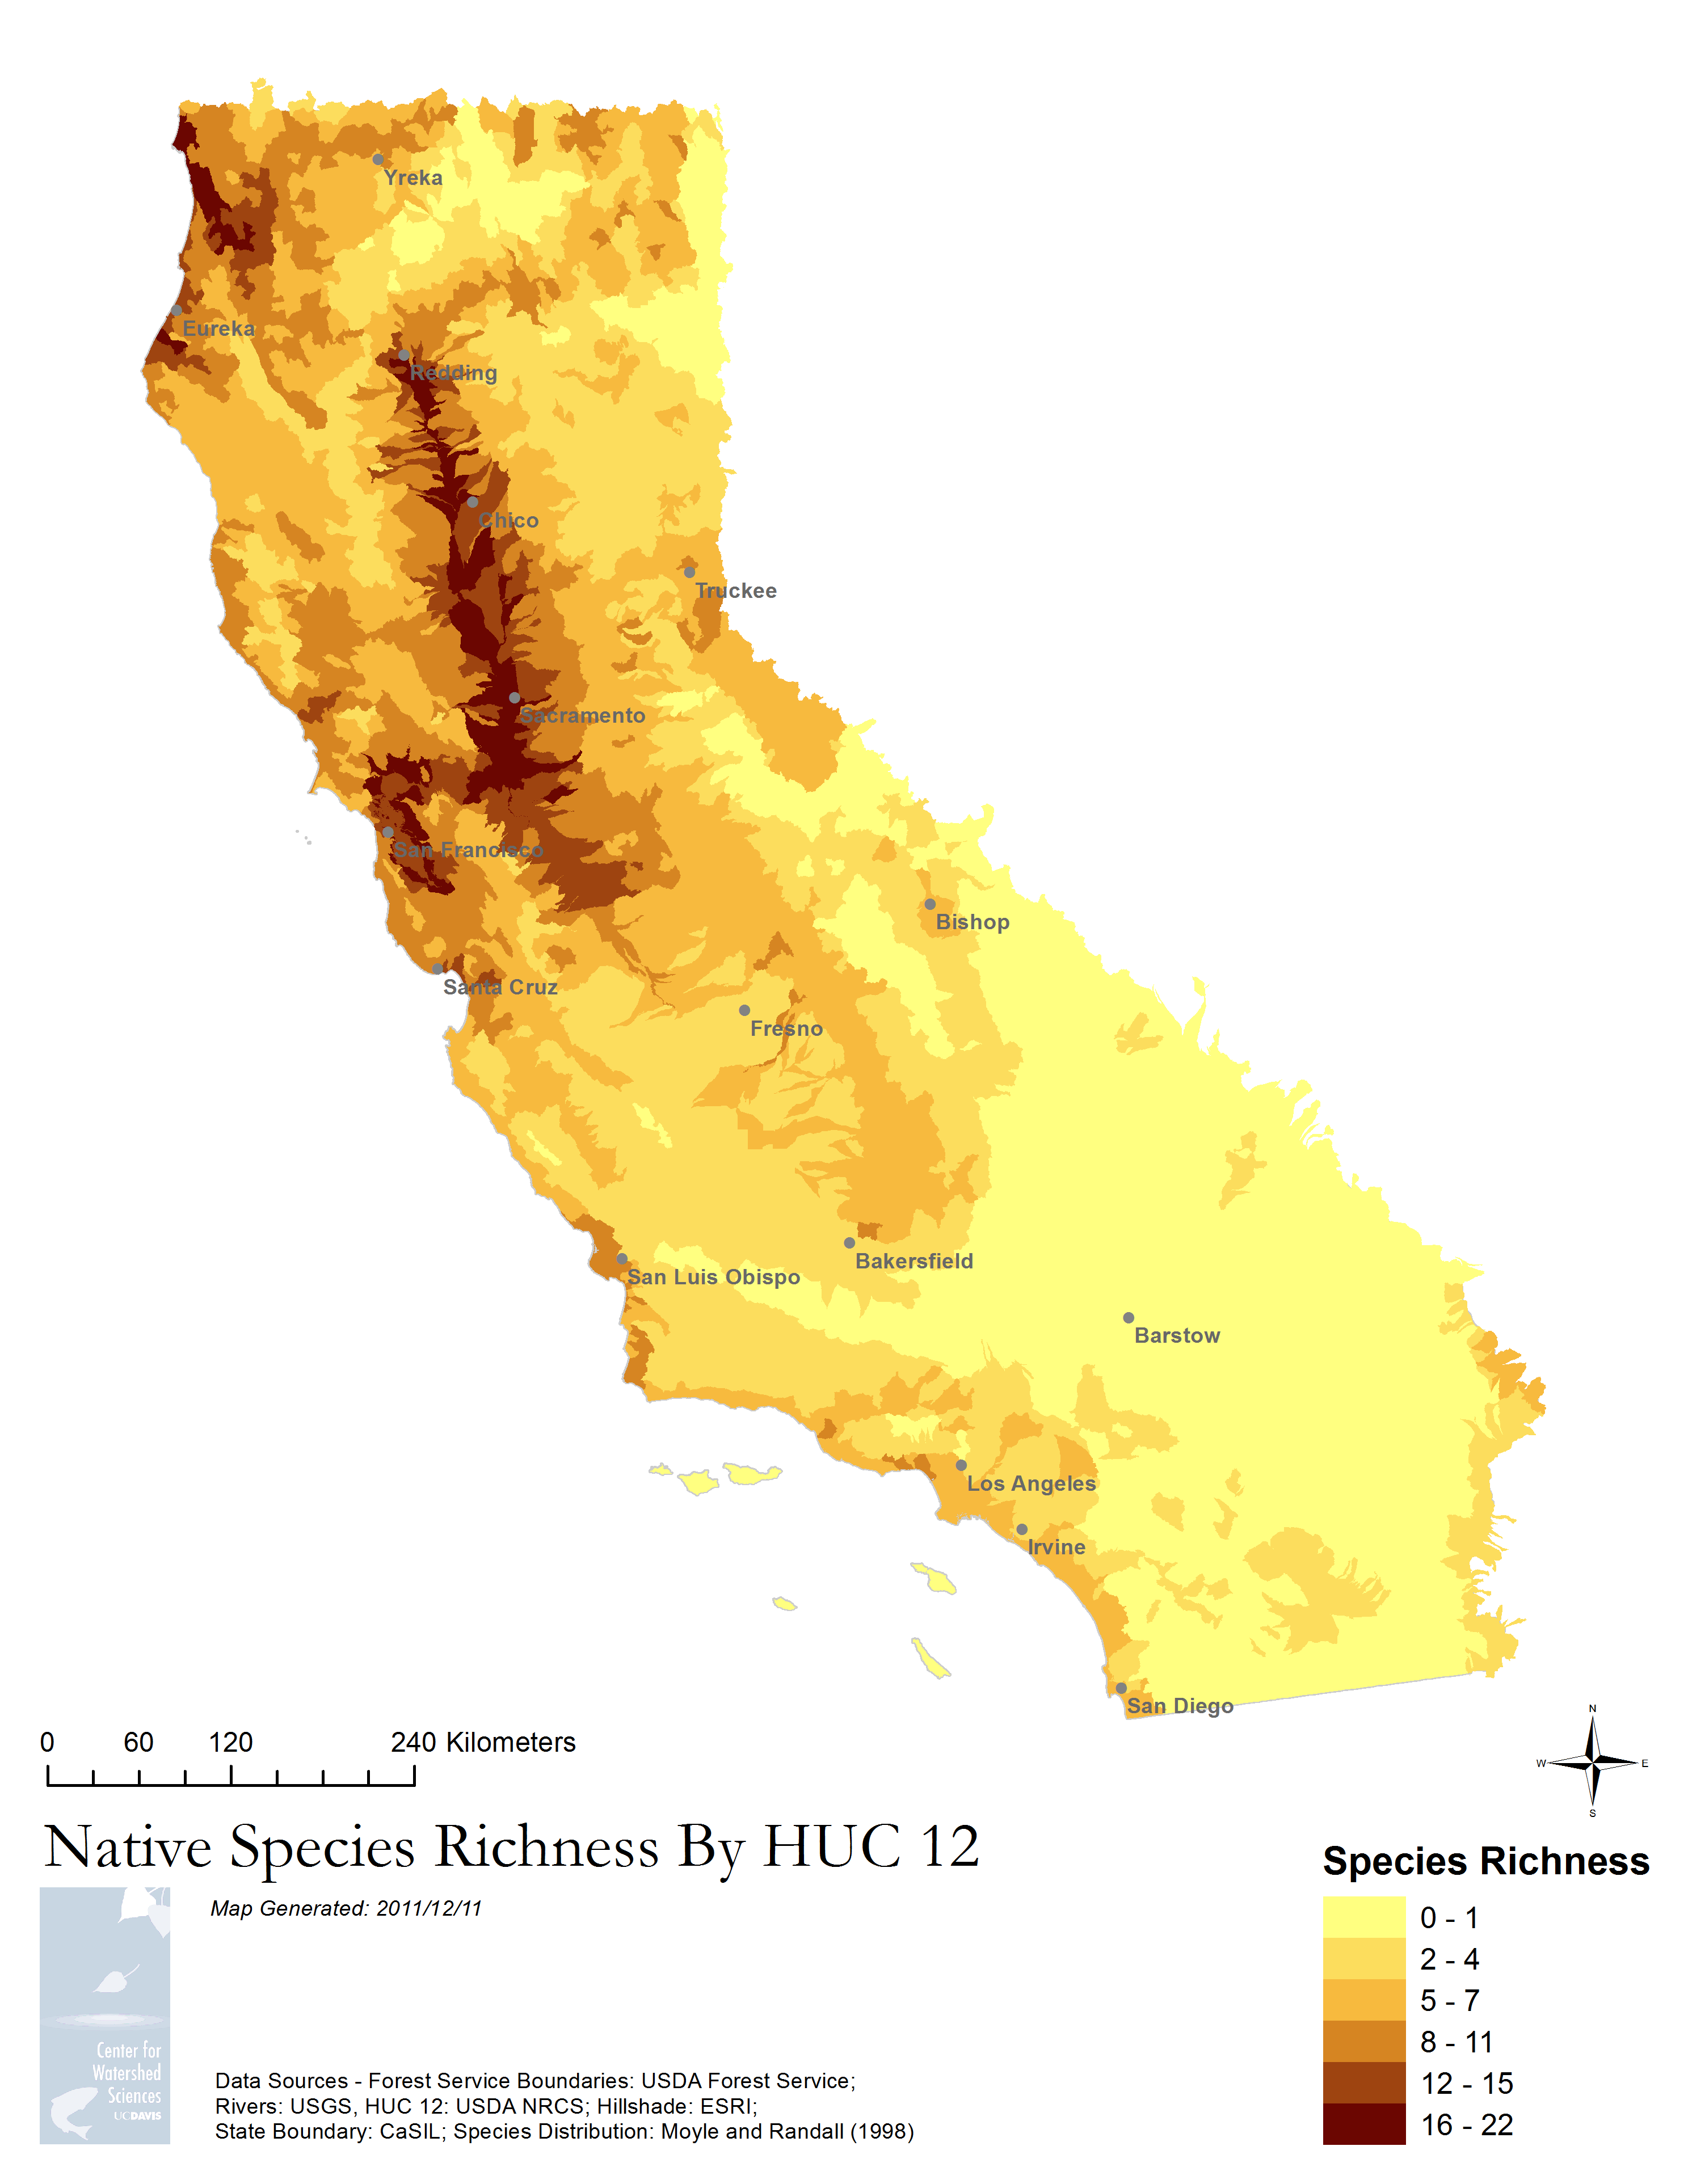 Yreka
Eureka
Redding
Chico
Truckee
Sacramento
San Francisco
Bishop
Santa Cruz
Fresno
Bakersfield
San Luis Obispo
Barstow
Los Angeles
Irvine
San Diego
0 60 120 240 Kilometers
N
W E
S
Native Species Richness By HUC 12
Map Generated: 2011/12/11
Species Richness
0 - 1
2 - 4
5 - 7
8 - 11
12 - 15
16 - 22
Center for
Watershed
Sciences
UCDAVIS
Data Sources - Forest Service Boundaries: USDA Forest Service;
Rivers: USGS, HUC 12: USDA NRCS; Hillshade: ESRI;
State Boundary: CaSIL; Species Distribution: Moyle and Randall (1998)